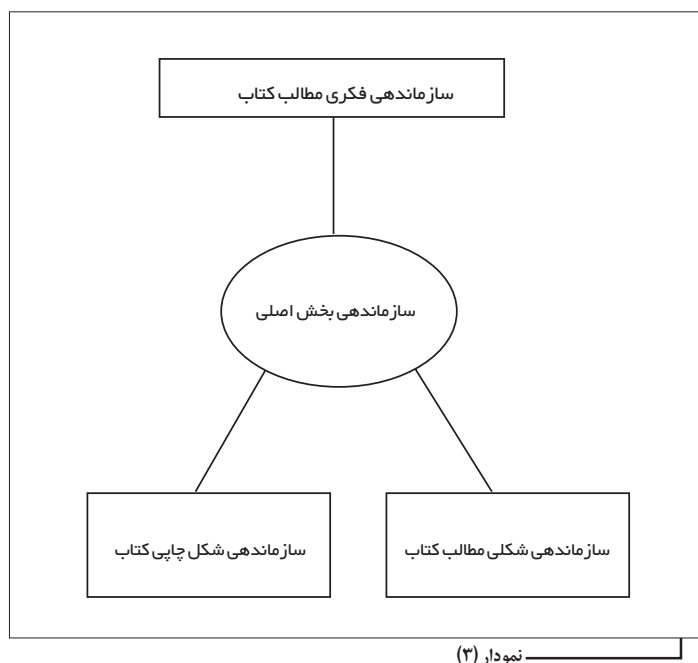 سازماندهی فکری مطالب کتاب
سازماندهی بخش اصلی
سازماندهی شکلی مطالب کتاب
سازماندهی شکل چاپی کتاب
نمودار (۳)